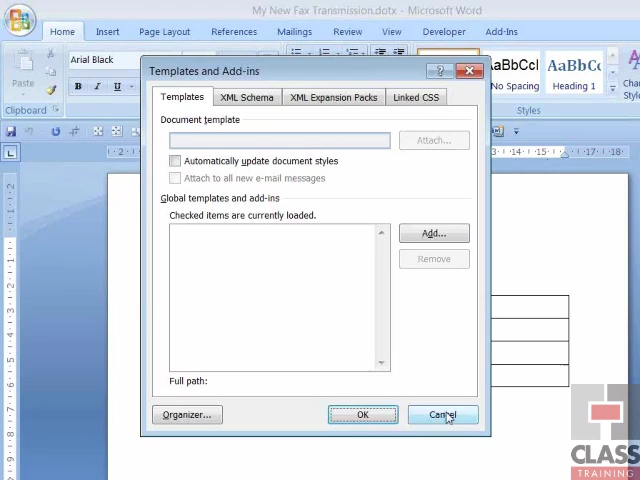 My New Fax Transmission.dotx - Microsoft Word
Home Insert Page Layout References Mailings Review View Developer Add-Ins
Paste
Arial Black
B I U
AaBbCcI AaBbCc
No Spacing Heading 1
Clipboard
Styles
Templates and Add-ins
Templates XML Schema XML Expansion Packs Linked CSS
Document template
Attach...
Automatically update document styles
Attach to all new e-mail messages
Global templates and add-ins
Checked items are currently loaded.
Add...
Remove
Full path:
Organizer... OK Cancel
CLASS
TRAINING